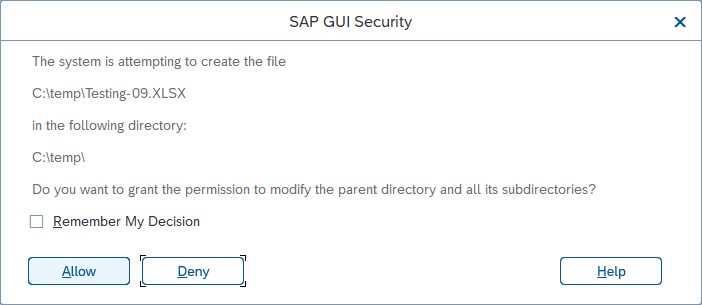 SAP GUI Security
The system is attempting to create the file
C:\temp\Testing-09.XLSX
in the following directory:
C:\temp\
Do you want to grant the permission to modify the parent directory and all its subdirectories?
Remember My Decision
Allow Deny Help